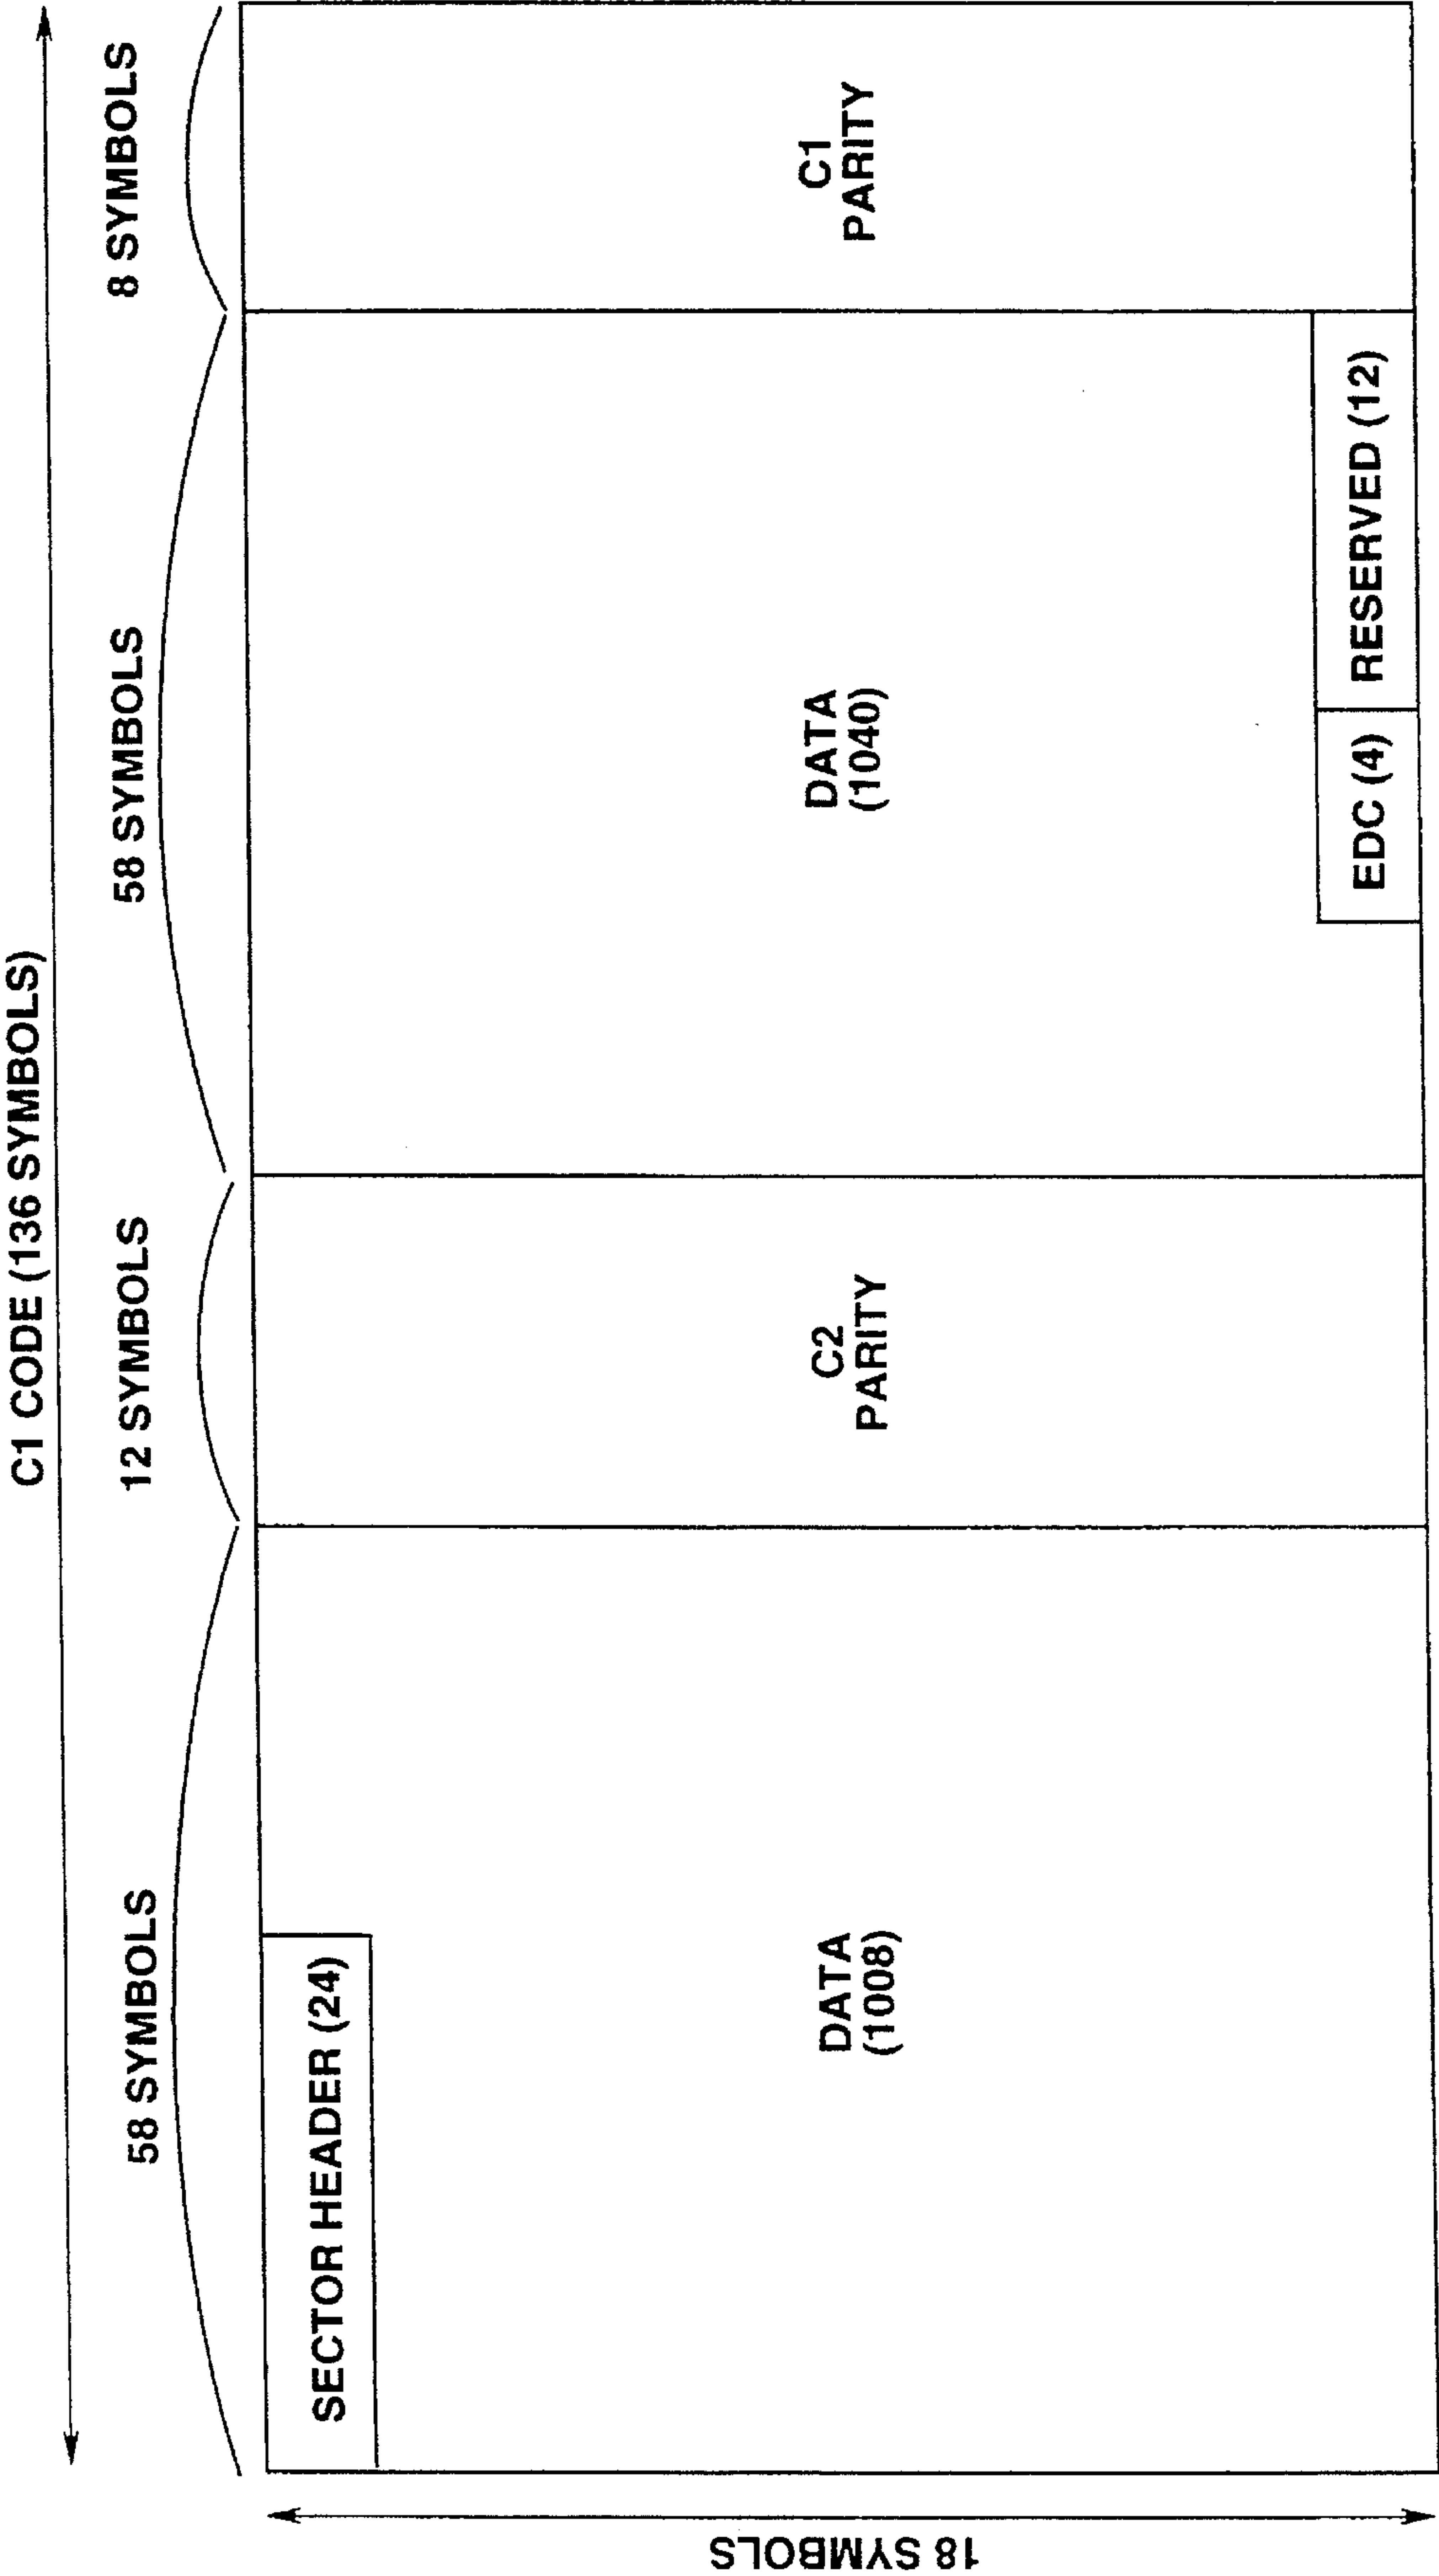 C1 CODE (136 SYMBOLS)
58 SYMBOLS
12 SYMBOLS
58 SYMBOLS
8 SYMBOLS
18 SYMBOLS
SECTOR HEADER (24)
DATA
(1008)
C2
PARITY
DATA
(1040)
C1
PARITY
EDC (4)
RESERVED (12)